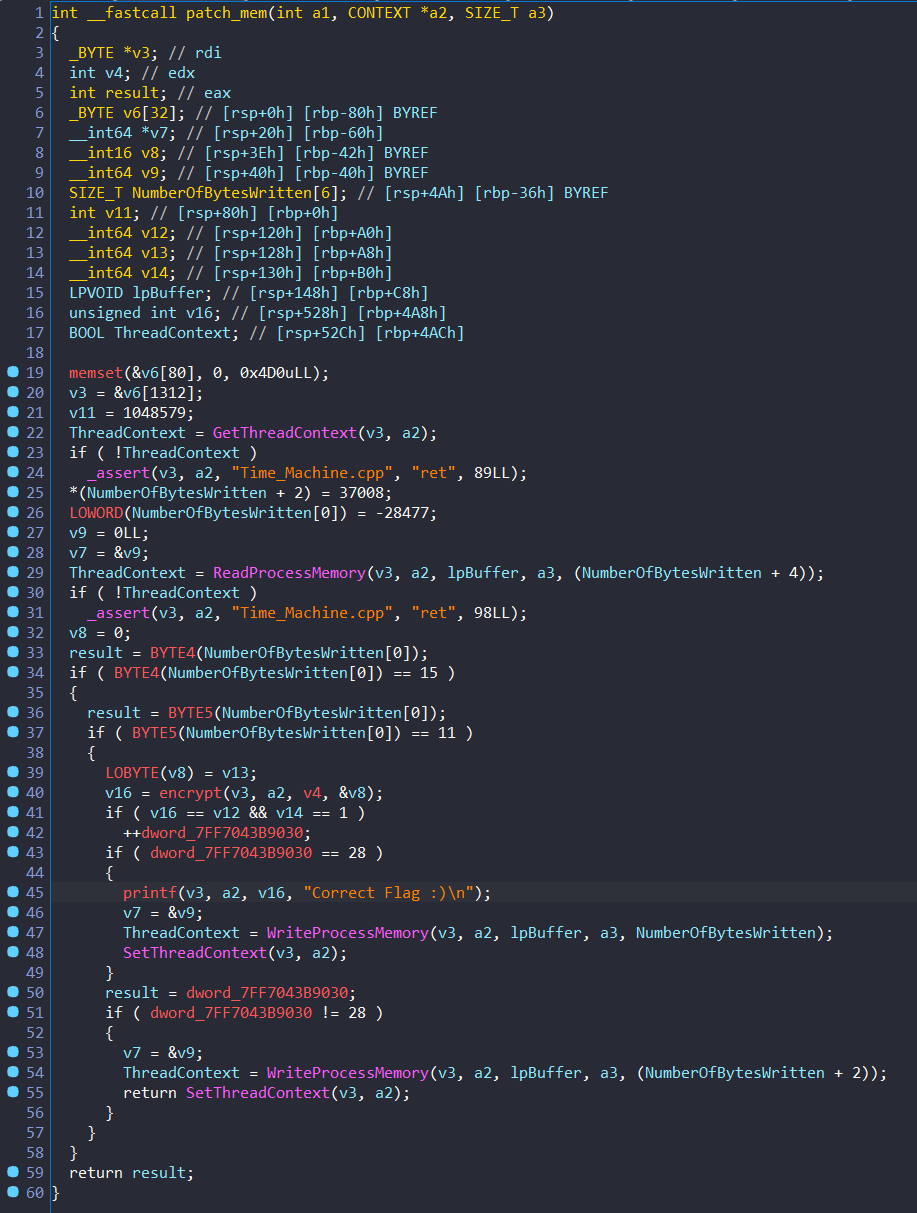 1 int __fastcall patch_mem(int a1, CONTEXT *a2, SIZE_T a3)
2 {
3 _BYTE *v3; // rdi
4 int v4; // edx
5 int result; // eax
6 _BYTE v6[32]; // [rsp+0h] [rbp-80h] BYREF
7 __int64 *v7; // [rsp+20h] [rbp-60h]
8 __int16 v8; // [rsp+3Eh] [rbp-42h] BYREF
9 __int64 v9; // [rsp+40h] [rbp-40h] BYREF
10 SIZE_T NumberOfBytesWritten[6]; // [rsp+4Ah] [rbp-36h] BYREF
11 int v11; // [rsp+80h] [rbp+0h]
12 __int64 v12; // [rsp+120h] [rbp+A0h]
13 __int64 v13; // [rsp+128h] [rbp+A8h]
14 __int64 v14; // [rsp+130h] [rbp+B0h]
15 LPVOID lpBuffer; // [rsp+148h] [rbp+C8h]
16 unsigned int v16; // [rsp+528h] [rbp+4A8h]
17 BOOL ThreadContext; // [rsp+52Ch] [rbp+4ACh]
18
19 memset(&v6[80], 0, 0x4D0uLL);
20 v3 = &v6[1312];
21 v11 = 1048579;
22 ThreadContext = GetThreadContext(v3, a2);
23 if ( !ThreadContext )
24 _assert(v3, a2, "Time_Machine.cpp", "ret", 89LL);
25 *(NumberOfBytesWritten + 2) = 37008;
26 LOWORD(NumberOfBytesWritten[0]) = -28477;
27 v9 = 0LL;
28 v7 = &v9;
29 ThreadContext = ReadProcessMemory(v3, a2, lpBuffer, a3, (NumberOfBytesWritten + 4));
30 if ( !ThreadContext )
31 _assert(v3, a2, "Time_Machine.cpp", "ret", 98LL);
32 v8 = 0;
33 result = BYTE4(NumberOfBytesWritten[0]);
34 if ( BYTE4(NumberOfBytesWritten[0]) == 15 )
35 {
36 result = BYTE5(NumberOfBytesWritten[0]);
37 if ( BYTE5(NumberOfBytesWritten[0]) == 11 )
38 {
39 LOBYTE(v8) = v13;
40 v16 = encrypt(v3, a2, v4, &v8);
41 if ( v16 == v12 && v14 == 1 )
42 ++dword_7FF7043B9030;
43 if ( dword_7FF7043B9030 == 28 )
44 {
45 printf(v3, a2, v16, "Correct Flag :)\n");
46 v7 = &v9;
47 ThreadContext = WriteProcessMemory(v3, a2, lpBuffer, a3, NumberOfBytesWritten);
48 SetThreadContext(v3, a2);
49 }
50 result = dword_7FF7043B9030;
51 if ( dword_7FF7043B9030 != 28 )
52 {
53 v7 = &v9;
54 ThreadContext = WriteProcessMemory(v3, a2, lpBuffer, a3, (NumberOfBytesWritten + 2));
55 return SetThreadContext(v3, a2);
56 }
57 }
58 }
59 return result;
60 }